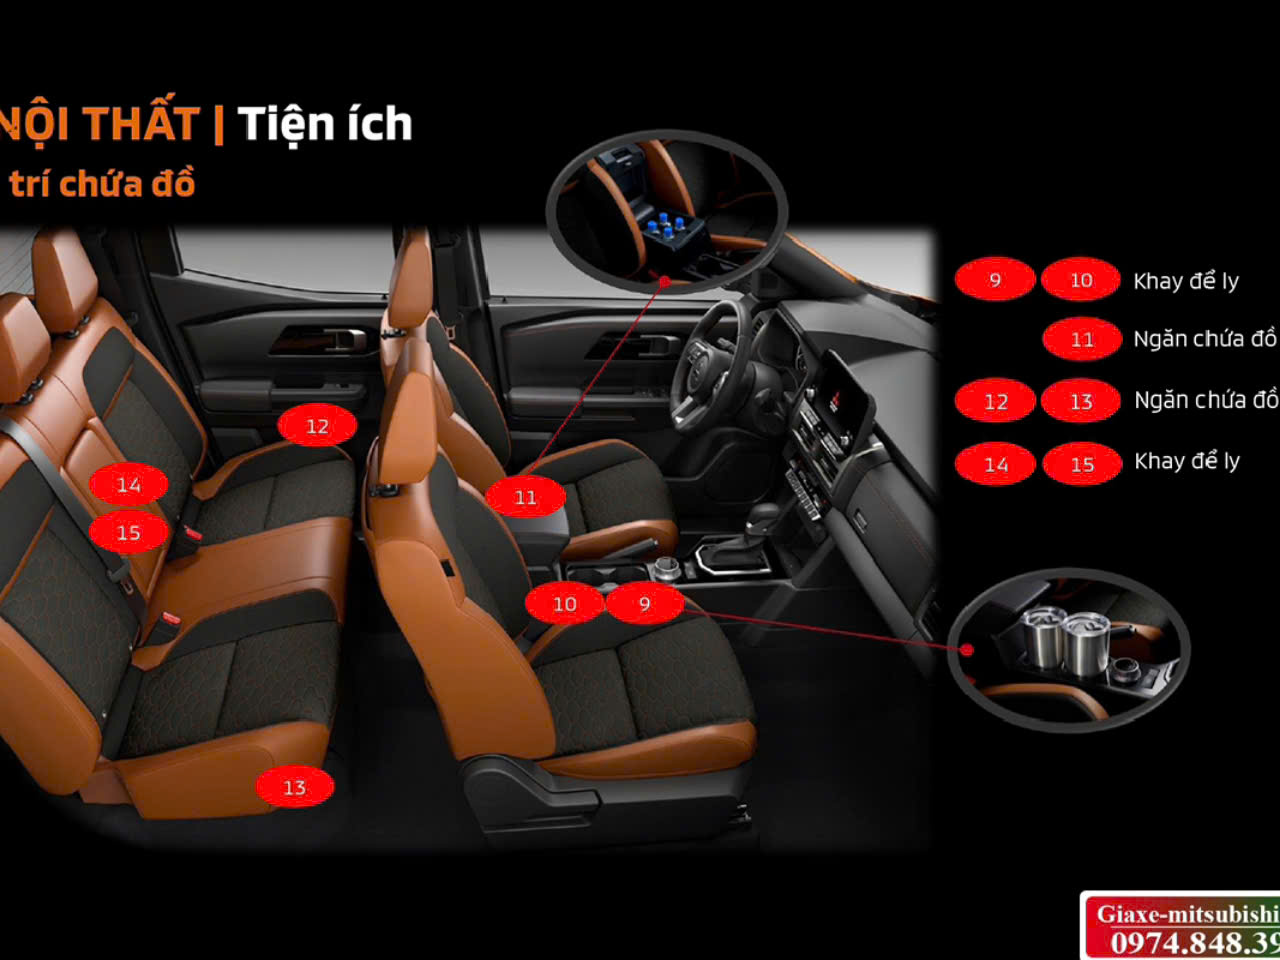 NỘI THẤT | Tiện ích
trí chứa đồ
9 10 Khay để ly
11 Ngăn chứa đồ
12 13 Ngăn chứa đồ
14 15 Khay để ly
12
14
11
15
10 9
13
Giaxe-mitsubishi
0974.848.39